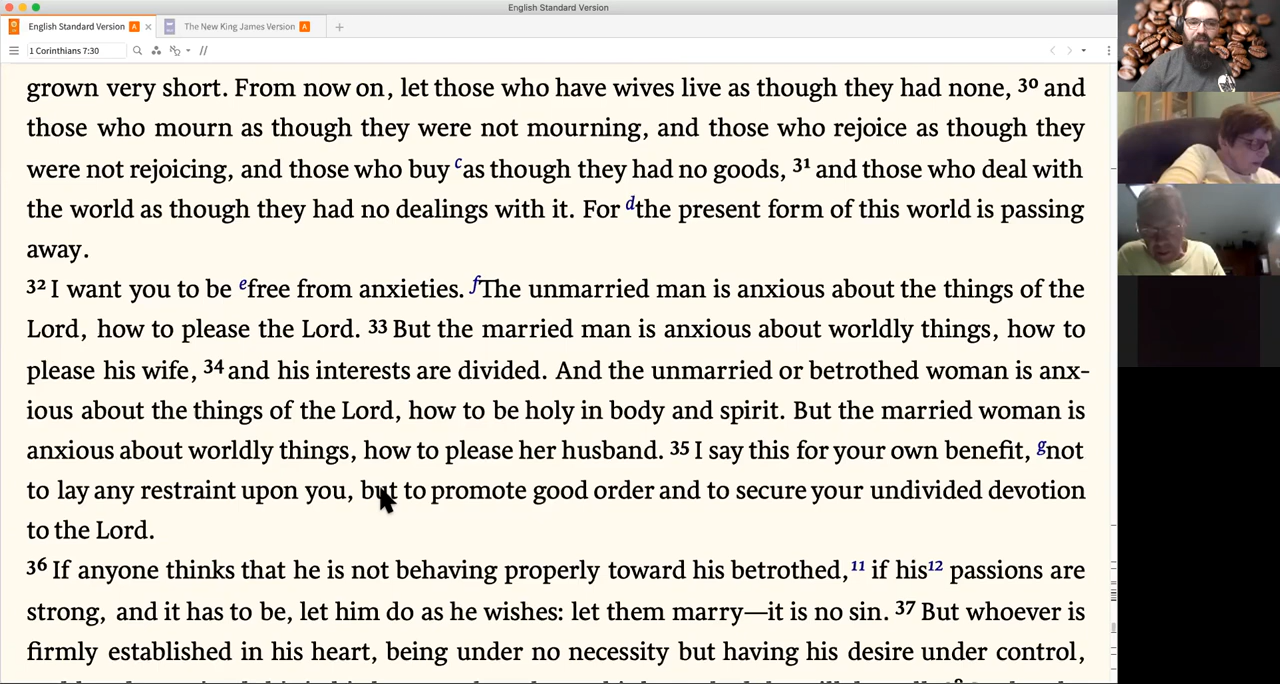 English Standard Version
English Standard Version A
The New King James Version A
1 Corinthians 7:30
grown very short. From now on, let those who have wives live as though they had none, 30 and
those who mourn as though they were not mourning, and those who rejoice as though they
were not rejoicing, and those who buy c as though they had no goods, 31 and those who deal with
the world as though they had no dealings with it. For d the present form of this world is passing
away.
32 I want you to be e free from anxieties. f The unmarried man is anxious about the things of the
Lord, how to please the Lord. 33 But the married man is anxious about worldly things, how to
please his wife, 34 and his interests are divided. And the unmarried or betrothed woman is anx-
ious about the things of the Lord, how to be holy in body and spirit. But the married woman is
anxious about worldly things, how to please her husband. 35 I say this for your own benefit, g not
to lay any restraint upon you, but to promote good order and to secure your undivided devotion
to the Lord.
36 If anyone thinks that he is not behaving properly toward his betrothed, 11 if his 12 passions are
strong, and it has to be, let him do as he wishes: let them marry—it is no sin. 37 But whoever is
firmly established in his heart, being under no necessity but having his desire under control,